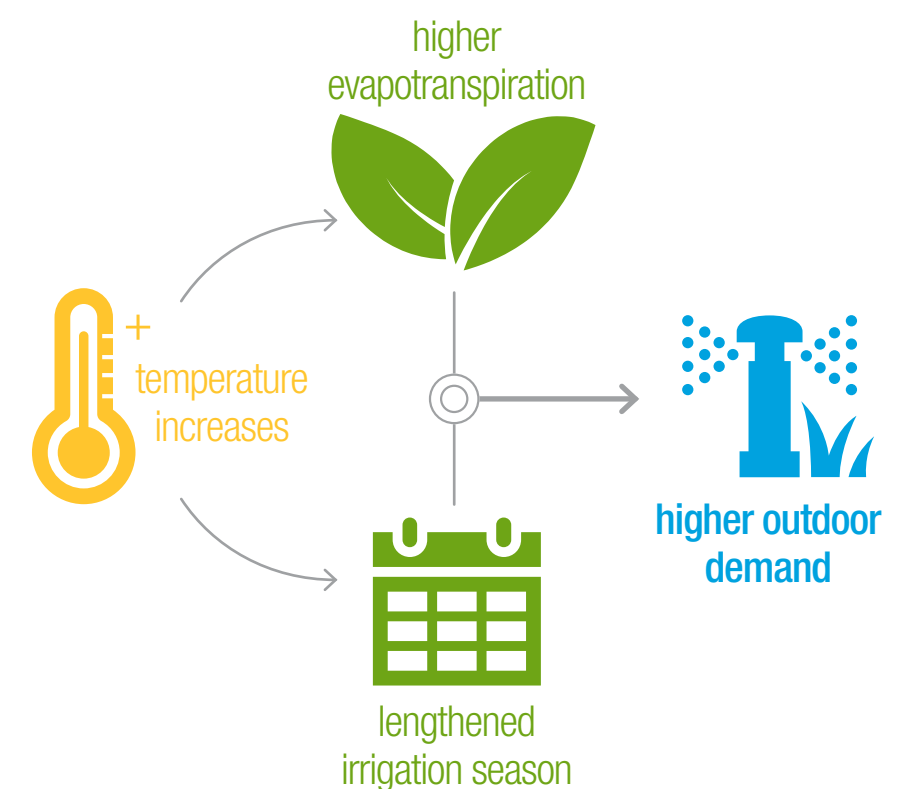 higher
evapotranspiration
+
temperature
increases
higher outdoor
demand
lengthened
irrigation season